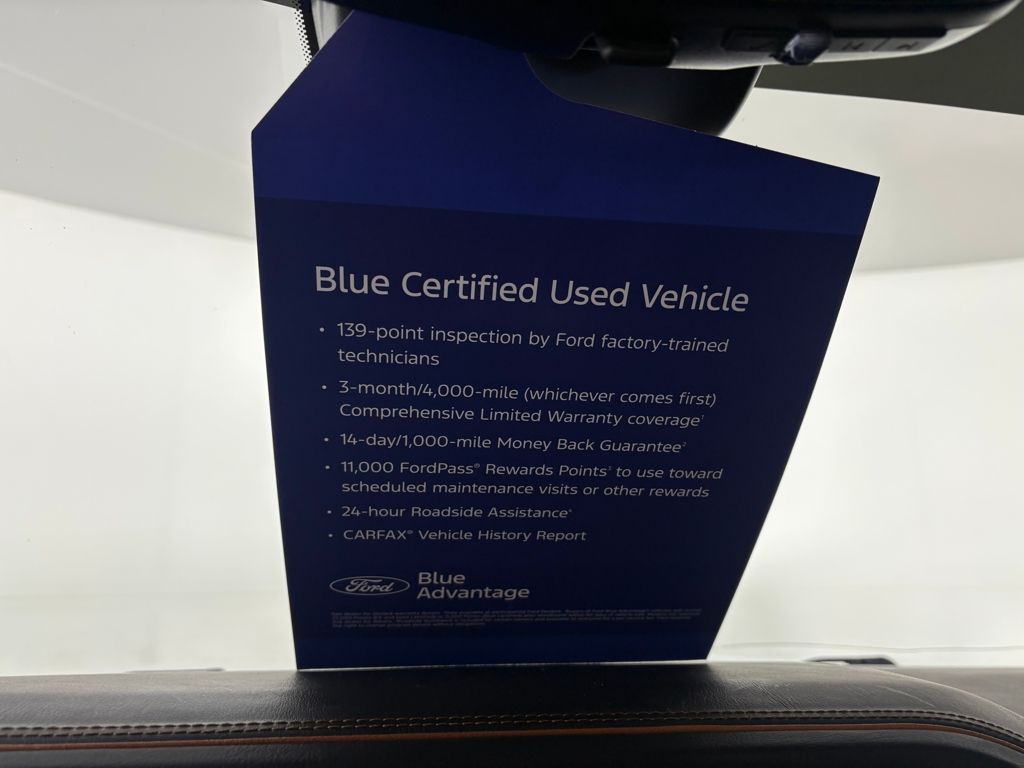 Blue Certified Used Vehicle
• 139-point inspection by Ford factory-trained
technicians
• 3-month/4,000-mile (whichever comes first)
Comprehensive Limited Warranty coverage¹
• 14-day/1,000-mile Money Back Guarantee²
• 11,000 FordPass® Rewards Points³ to use toward
scheduled maintenance visits or other rewards
• 24-hour Roadside Assistance⁴
• CARFAX® Vehicle History Report
Ford Blue
Advantage